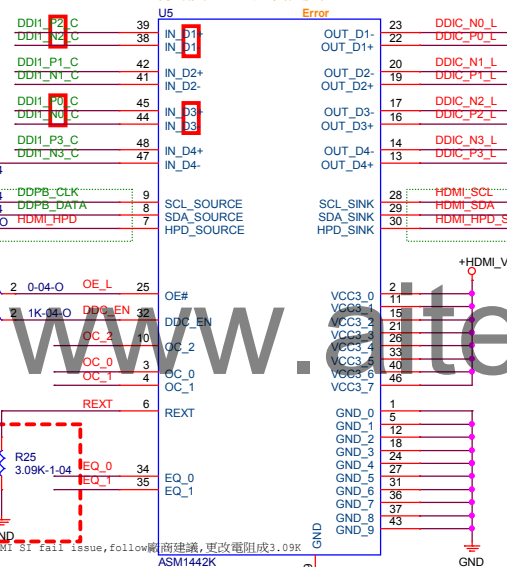 U5 Error
DDI1_P2_C 39 IN_D1+ OUT_D1- 23 DDIC_N0_L
DDI1_N2_C 38 IN_D1- OUT_D1+ 22 DDIC_P0_L
DDI1_P1_C 42 IN_D2+ OUT_D2- 20 DDIC_N1_L
DDI1_N1_C 41 IN_D2- OUT_D2+ 19 DDIC_P1_L
DDI1_P0_C 45 IN_D3+ OUT_D3- 17 DDIC_N2_L
DDI1_N0_C 44 IN_D3- OUT_D3+ 16 DDIC_P2_L
DDI1_P3_C 48 IN_D4+ OUT_D4- 14 DDIC_N3_L
DDI1_N3_C 47 IN_D4- OUT_D4+ 13 DDIC_P3_L
DDPB_CLK 9 SCL_SOURCE SCL_SINK 28 HDMI_SCL
DDPB_DATA 8 SDA_SOURCE SDA_SINK 29 HDMI_SDA
HDMI_HPD 7 HPD_SOURCE HPD_SINK 30 HDMI_HPD_S
+HDMI_V
2 0-04-O OE_L 25 OE# VCC3_0 2
VCC3_1 11
2 1K-04-O DDC_EN 32 DDC_EN VCC3_2 15
VCC3_3 21
OC_2 10 OC_2 VCC3_4 26
VCC3_5 33
OC_0 3 OC_0 VCC3_6 40
OC_1 4 OC_1 VCC3_7 46
www.aite
REXT 6 REXT GND_0 1
GND_1 5
GND_2 12
GND_3 18
R25 GND_4 24
3.09K-1-04 EQ_0 34 EQ_0 GND_5 27
EQ_1 35 EQ_1 GND_6 31
GND_7 36
GND_8 37
GND_9 43
ND
MI SI fail issue,follow廠商建議,更改電阻成3.09K
GND
ASM1442K GND